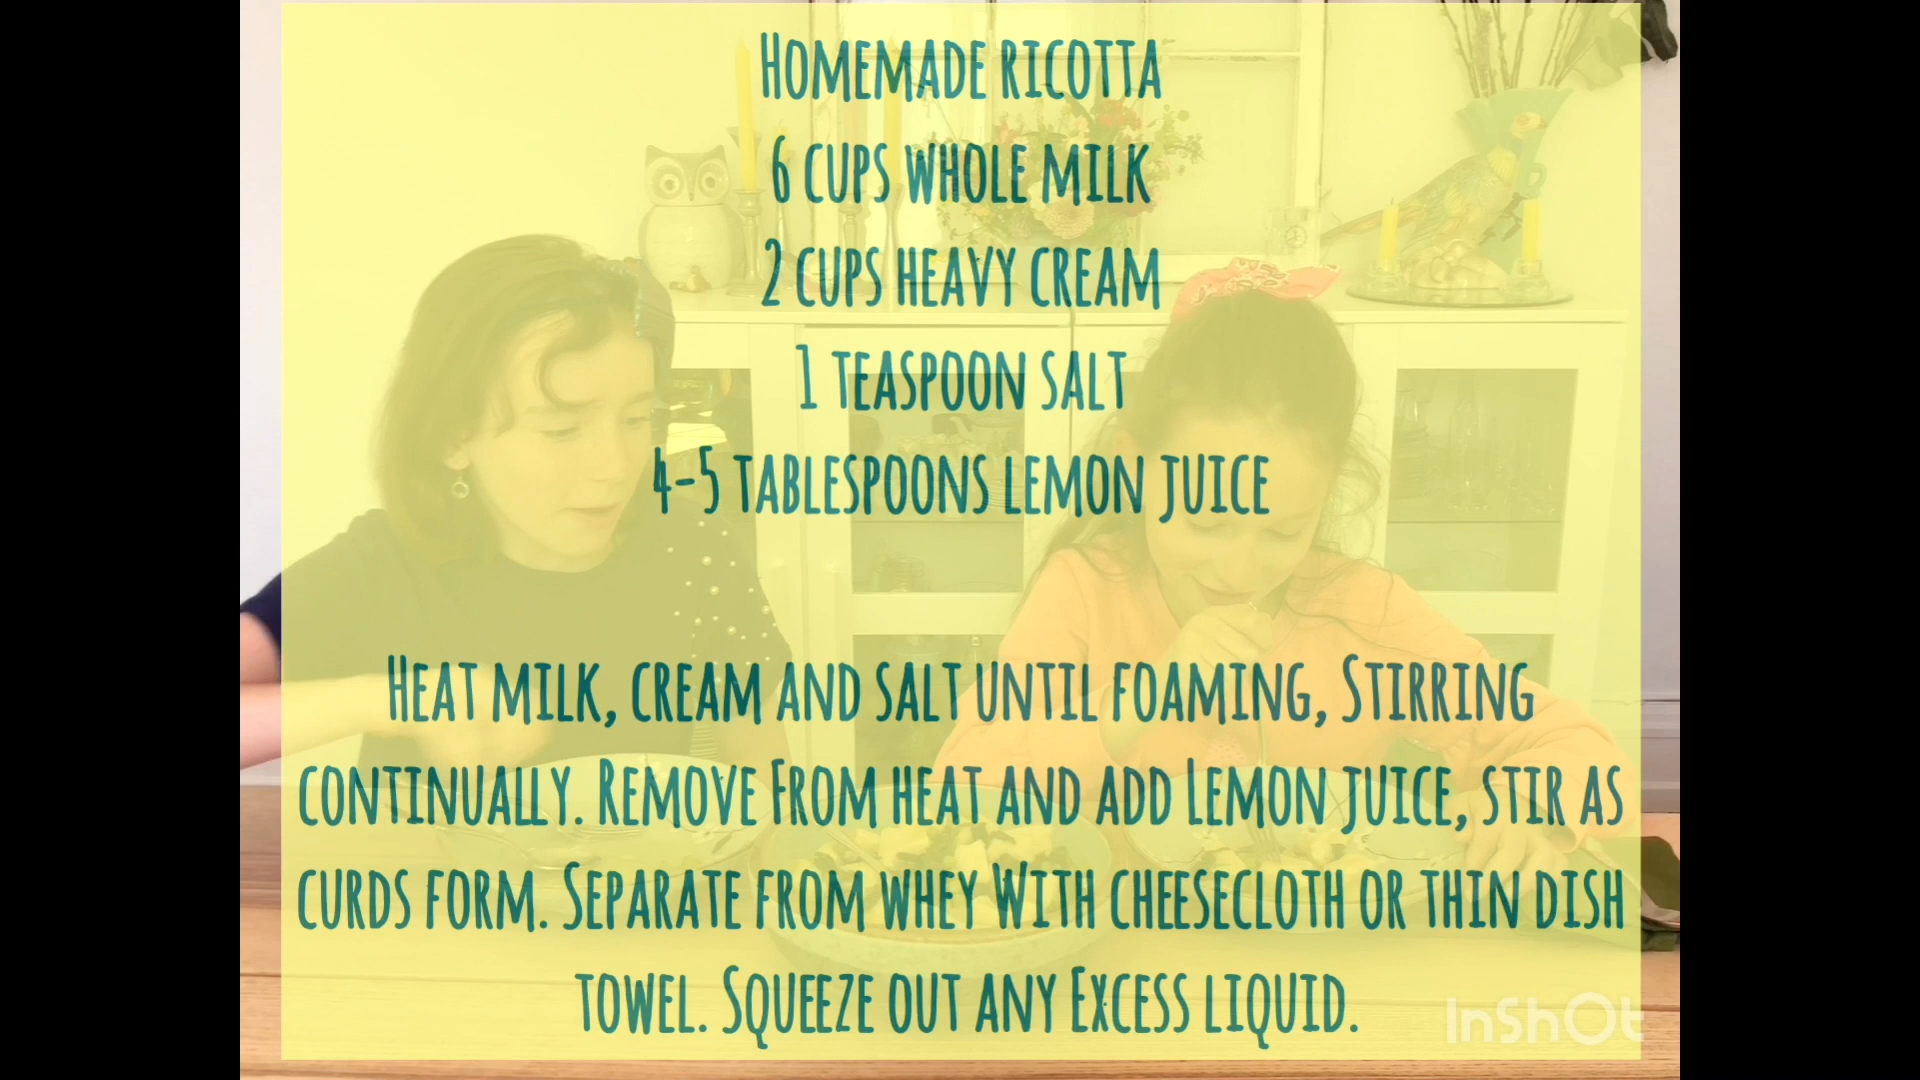 Homemade ricotta
6 cups whole milk
2 cups heavy cream
1 teaspoon salt
4-5 tablespoons lemon juice
Heat milk, cream and salt until foaming, Stirring
continually. Remove From heat and add Lemon juice, stir as
curds form. Separate from whey With cheesecloth or thin dish
towel. Squeeze out any Excess liquid.
InShOt